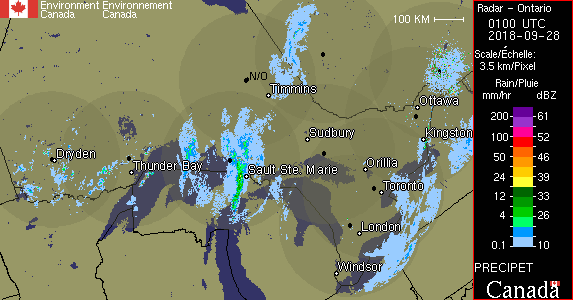 Environment Environnement
Canada Canada
100 KM
N/O
Timmins
Ottawa
Kingston
Sudbury
Dryden
Thunder Bay
Sault Ste. Marie
Orillia
Toronto
London
Windsor
Radar - Ontario
0100 UTC
2018-09-28
Scale/Échelle:
3.5 km/Pixel
Rain/Pluie
mm/hr dBZ
200 61
100 52
50 46
24 39
12 33
4 26
0.1 10
PRECIPET
Canada